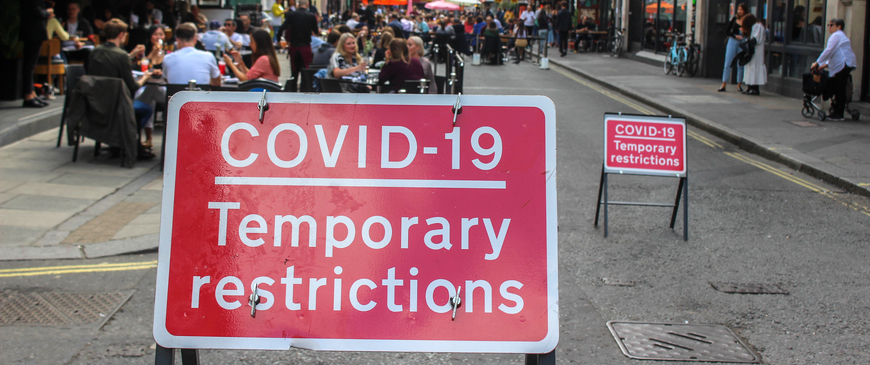 COVID-19
Temporary
restrictions
COVID-19
Temporary
restrictions